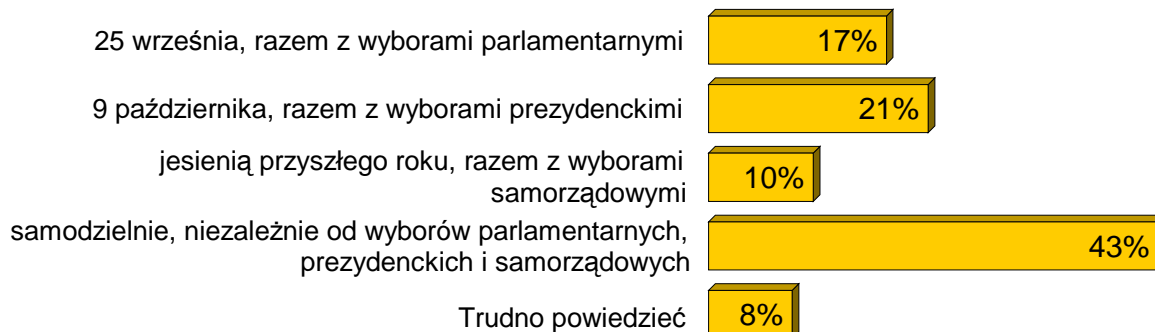 25 września, razem z wyborami parlamentarnymi 17%
9 października, razem z wyborami prezydenckimi 21%
jesienią przyszłego roku, razem z wyborami
samorządowymi 10%
samodzielnie, niezależnie od wyborów parlamentarnych,
prezydenckich i samorządowych 43%
Trudno powiedzieć 8%